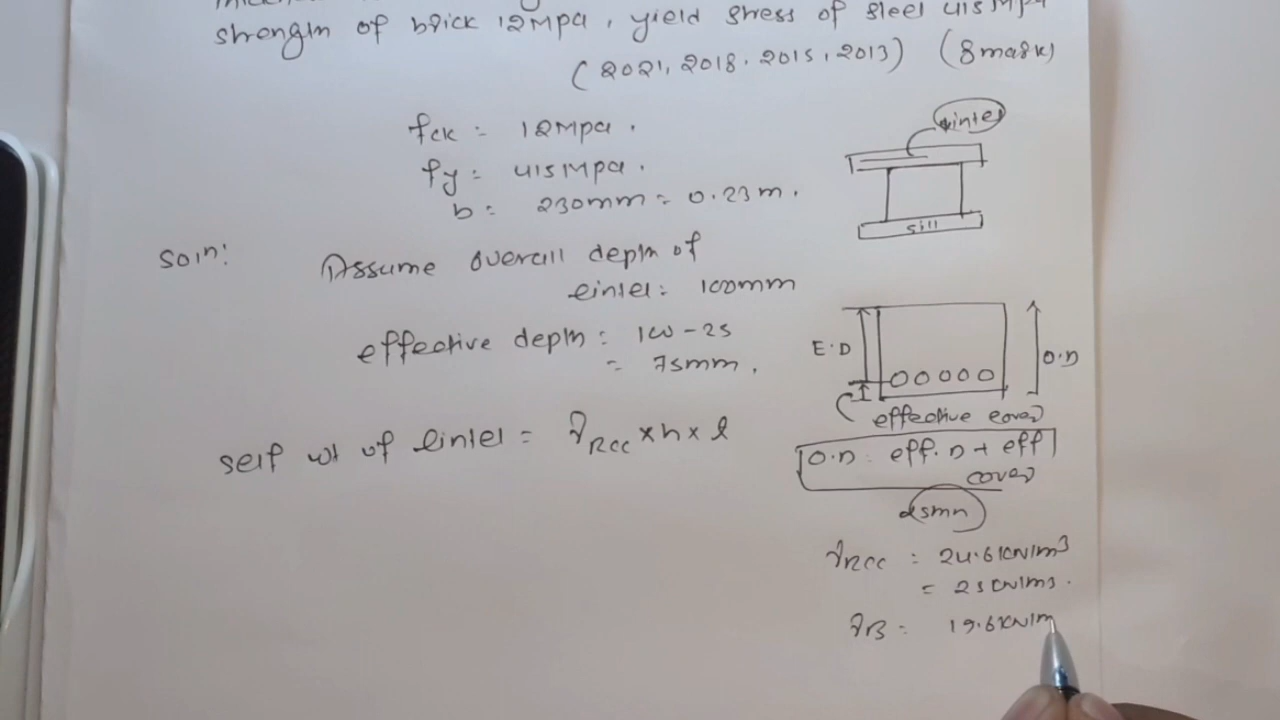 strength of brick 12Mpa, yield stress of steel 415Mpa
(2021, 2018, 2015, 2013) (8mark)
fck = 12Mpa.
fy = 415Mpa.
b = 230mm = 0.23m.
lintel
sill
Soln: Assume overall depth of
lintel = 100mm
effective depth = 100 - 25
= 75mm.
E.D
O.D
effective cover
self wt of lintel = γRCC × h × l
O.D = eff. D + eff
cover
25mm
γRCC = 24.6KN/m3
= 25KN/m3.
γB = 19.6KN/m